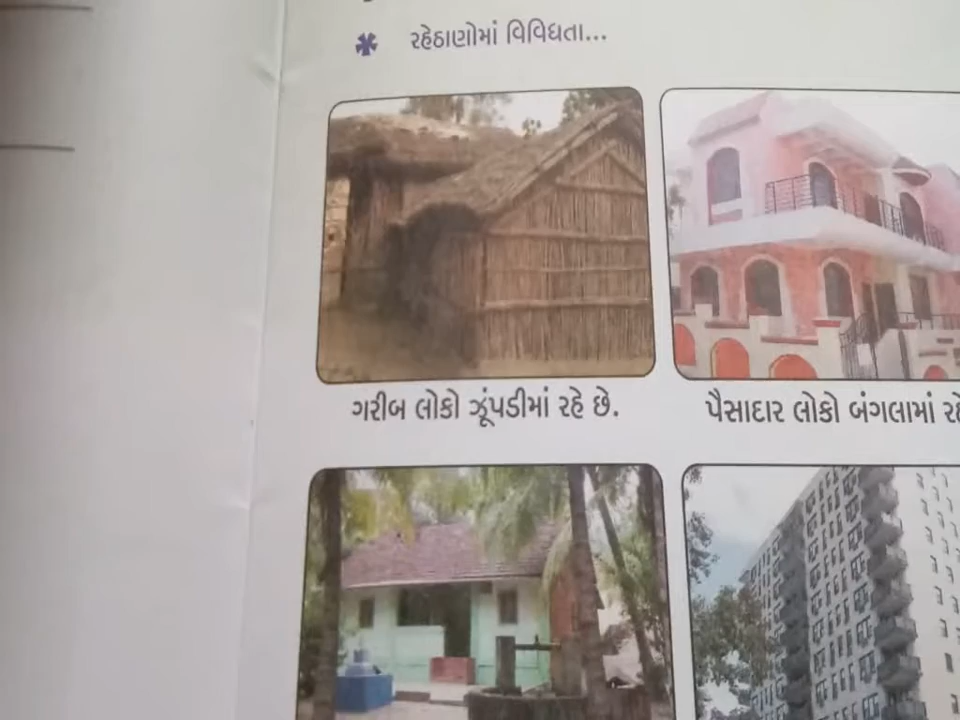 * રહેઠાણોમાં વિવિધતા...
ગરીબ લોકો ઝૂંપડીમાં રહે છે.
પૈસાદાર લોકો બંગલામાં